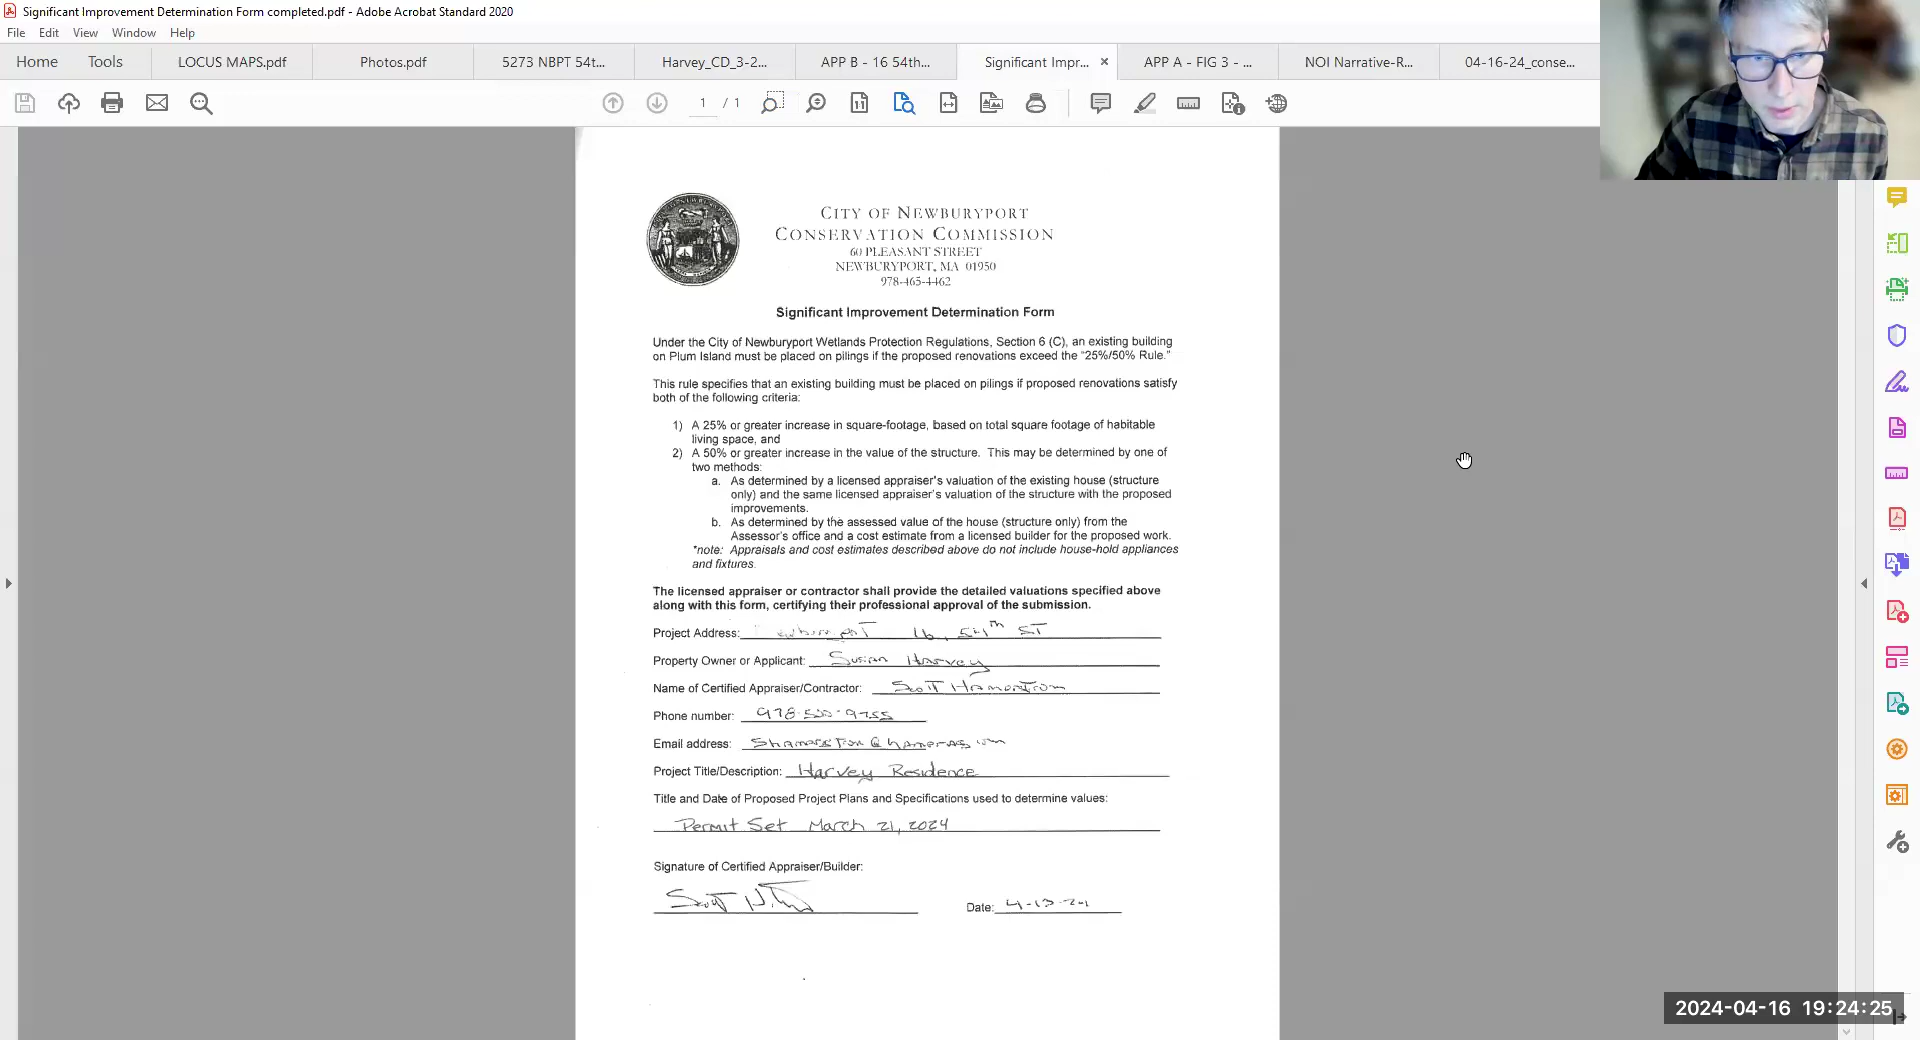 Significant Improvement Determination Form completed.pdf - Adobe Acrobat Standard 2020
File Edit View Window Help
Home Tools LOCUS MAPS.pdf Photos.pdf 5273 NBPT 54t... Harvey_CD_3-2... APP B - 16 54th... Significant Impr... × APP A - FIG 3 - ... NOI Narrative-R... 04-16-24_conse...
1 / 1
CITY OF NEWBURYPORT
CONSERVATION COMMISSION
60 PLEASANT STREET
NEWBURYPORT, MA 01950
978-465-4462
Significant Improvement Determination Form
Under the City of Newburyport Wetlands Protection Regulations, Section 6 (C), an existing building
on Plum Island must be placed on pilings if the proposed renovations exceed the "25%/50% Rule."
This rule specifies that an existing building must be placed on pilings if proposed renovations satisfy
both of the following criteria:
1) A 25% or greater increase in square-footage, based on total square footage of habitable
living space, and
2) A 50% or greater increase in the value of the structure. This may be determined by one of
two methods:
a. As determined by a licensed appraiser's valuation of the existing house (structure
only) and the same licensed appraiser's valuation of the structure with the proposed
improvements.
b. As determined by the assessed value of the house (structure only) from the
Assessor's office and a cost estimate from a licensed builder for the proposed work.
*note: Appraisals and cost estimates described above do not include house-hold appliances
and fixtures.
The licensed appraiser or contractor shall provide the detailed valuations specified above
along with this form, certifying their professional approval of the submission.
Project Address: 16, 54th ST
Property Owner or Applicant: Susan Harvey
Name of Certified Appraiser/Contractor: Scott
Phone number:
Email address:
Project Title/Description: Harvey Residence
Title and Date of Proposed Project Plans and Specifications used to determine values:
Permit Set March 21, 2024
Signature of Certified Appraiser/Builder:
Scott
Date: 4-13-24
2024-04-16 19:24:25